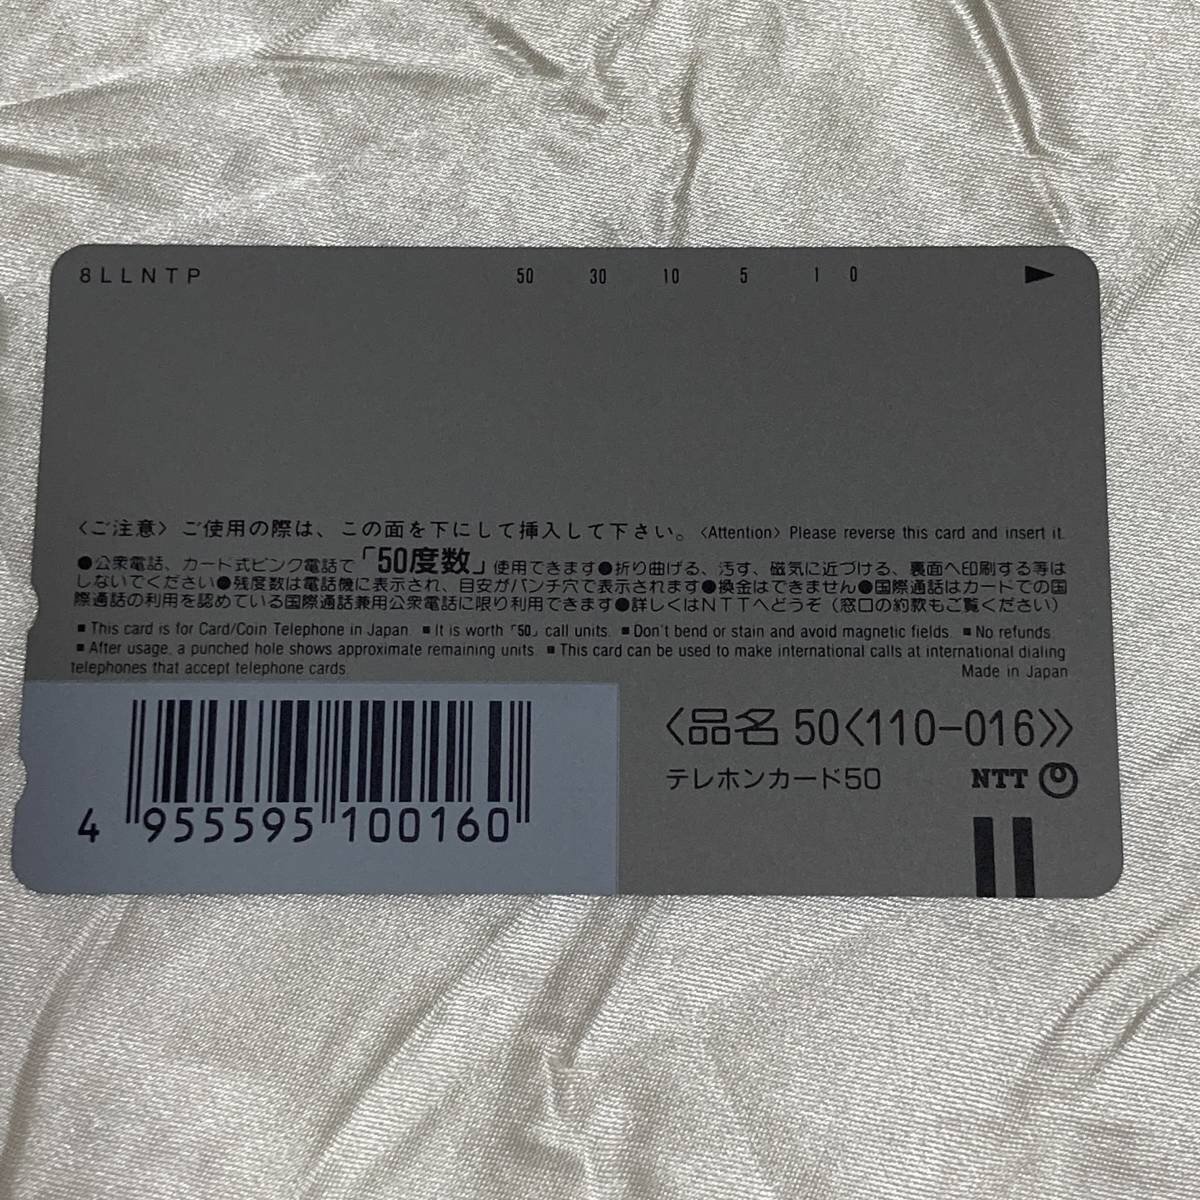 8LLNTP 50 30 10 5 1 0 ▶
〈ご注意〉ご使用の際は、この面を下にして挿入して下さい。〈Attention〉Please reverse this card and insert it.
●公衆電話、カード式ピンク電話で「50度数」使用できます●折り曲げる、汚す、磁気に近づける、裏面へ印刷する等は
しないでください●残度数は電話機に表示され、目安がパンチ穴で表示されます●換金はできません●国際通話はカードでの国
際通話の利用を認めている国際通話兼用公衆電話に限り利用できます●詳しくはNTTへどうぞ（窓口の約款もご覧ください）
■ This card is for Card/Coin Telephone in Japan. ■ It is worth「50」call units. ■ Don't bend or stain and avoid magnetic fields. ■ No refunds.
■ After usage, a punched hole shows approximate remaining units. ■ This card can be used to make international calls at international dialing
telephones that accept telephone cards. Made in Japan
〈品名 50〈110-016〉〉
テレホンカード50 NTT
4 955595 100160